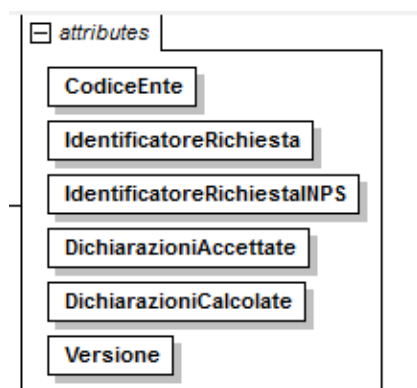 attributes
CodiceEnte
IdentificatoreRichiesta
IdentificatoreRichiestaINPS
DichiarazioniAccettate
DichiarazioniCalcolate
Versione